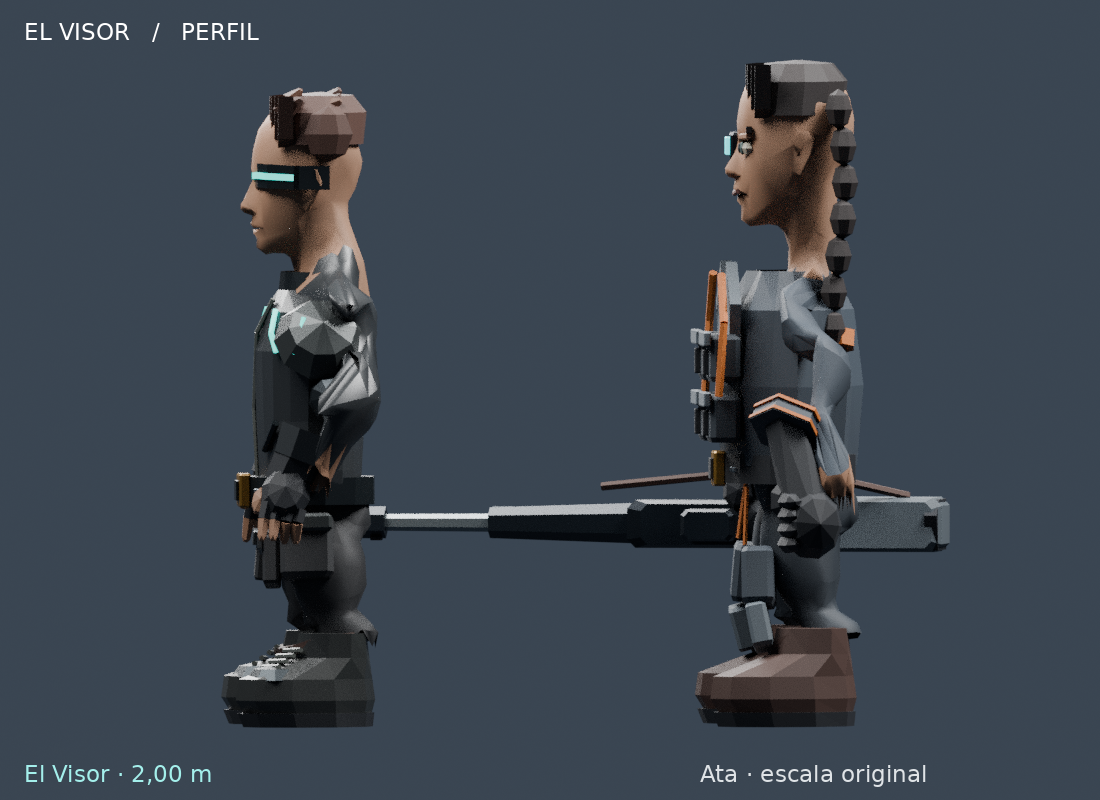 EL VISOR / PERFIL
El Visor · 2,00 m
Ata · escala original